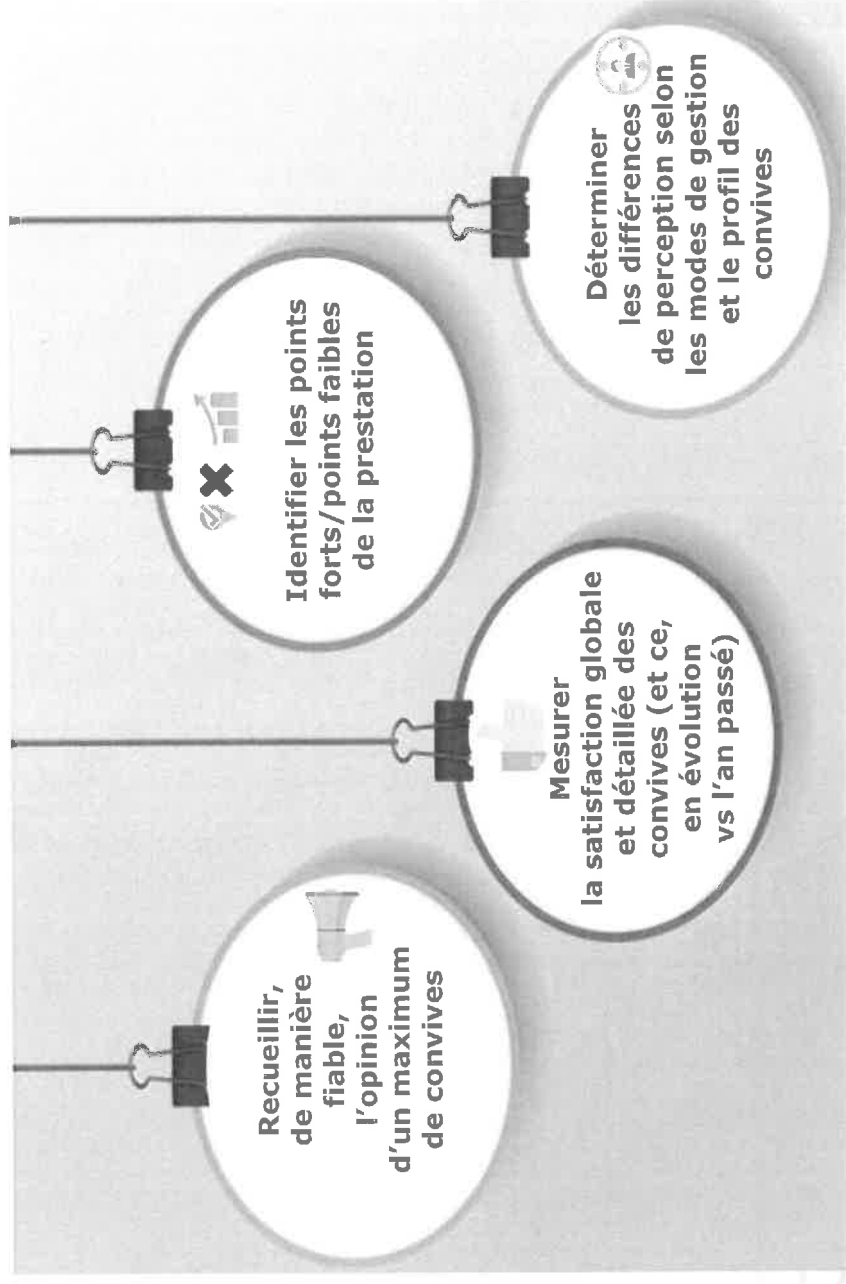 Recueillir,
de manière
fiable,
l'opinion
d'un maximum
de convives
Mesurer
la satisfaction globale
et détaillée des
convives (et ce,
en évolution
vs l'an passé)
Identifier les points
forts/points faibles
de la prestation
Déterminer
les différences
de perception selon
les modes de gestion
et le profil des
convives